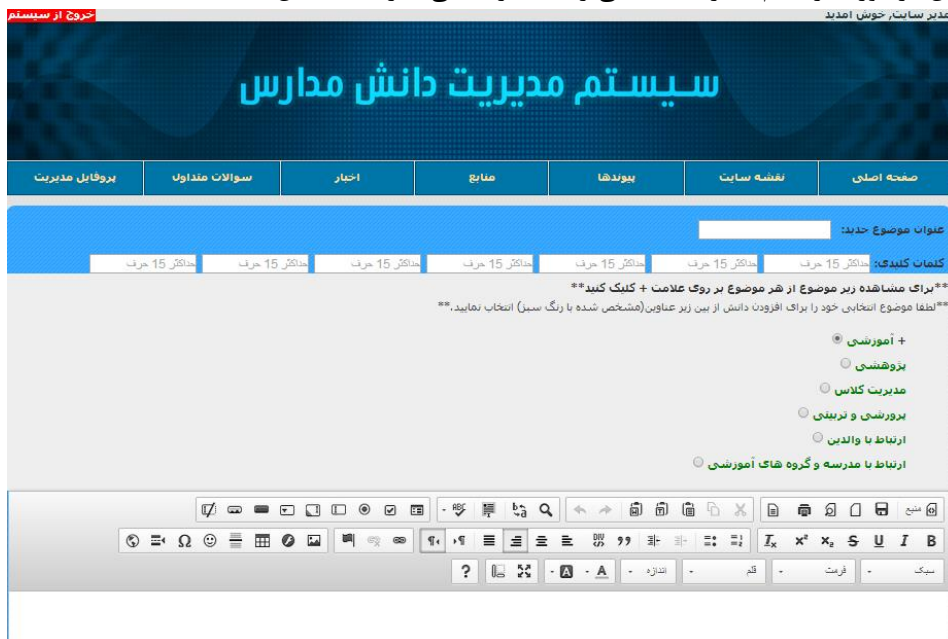 مدیر سایت, خوش آمدید
خروج از سیستم
سیستم مدیریت دانش مدارس
صفحه اصلی نقشه سایت پیوندها منابع اخبار سوالات متداول پروفایل مدیریت
عنوان موضوع جدید:
کلمات کلیدی: حداکثر 15 حرف حداکثر 15 حرف حداکثر 15 حرف حداکثر 15 حرف حداکثر 15 حرف حداکثر 15 حرف حداکثر 15 حرف
**برای مشاهده زیر موضوع از هر موضوع بر روی علامت + کلیک کنید**
**لطفا موضوع انتخابی خود را برای افزودن دانش از بین زیر عناوین(مشخص شده با رنگ سبز) انتخاب نمایید.**
+ آموزشی
پژوهشی
مدیریت کلاس
پرورشی و تربیتی
ارتباط با والدین
ارتباط با مدرسه و گروه های آموزشی
منبع
سبک فرمت قلم اندازه